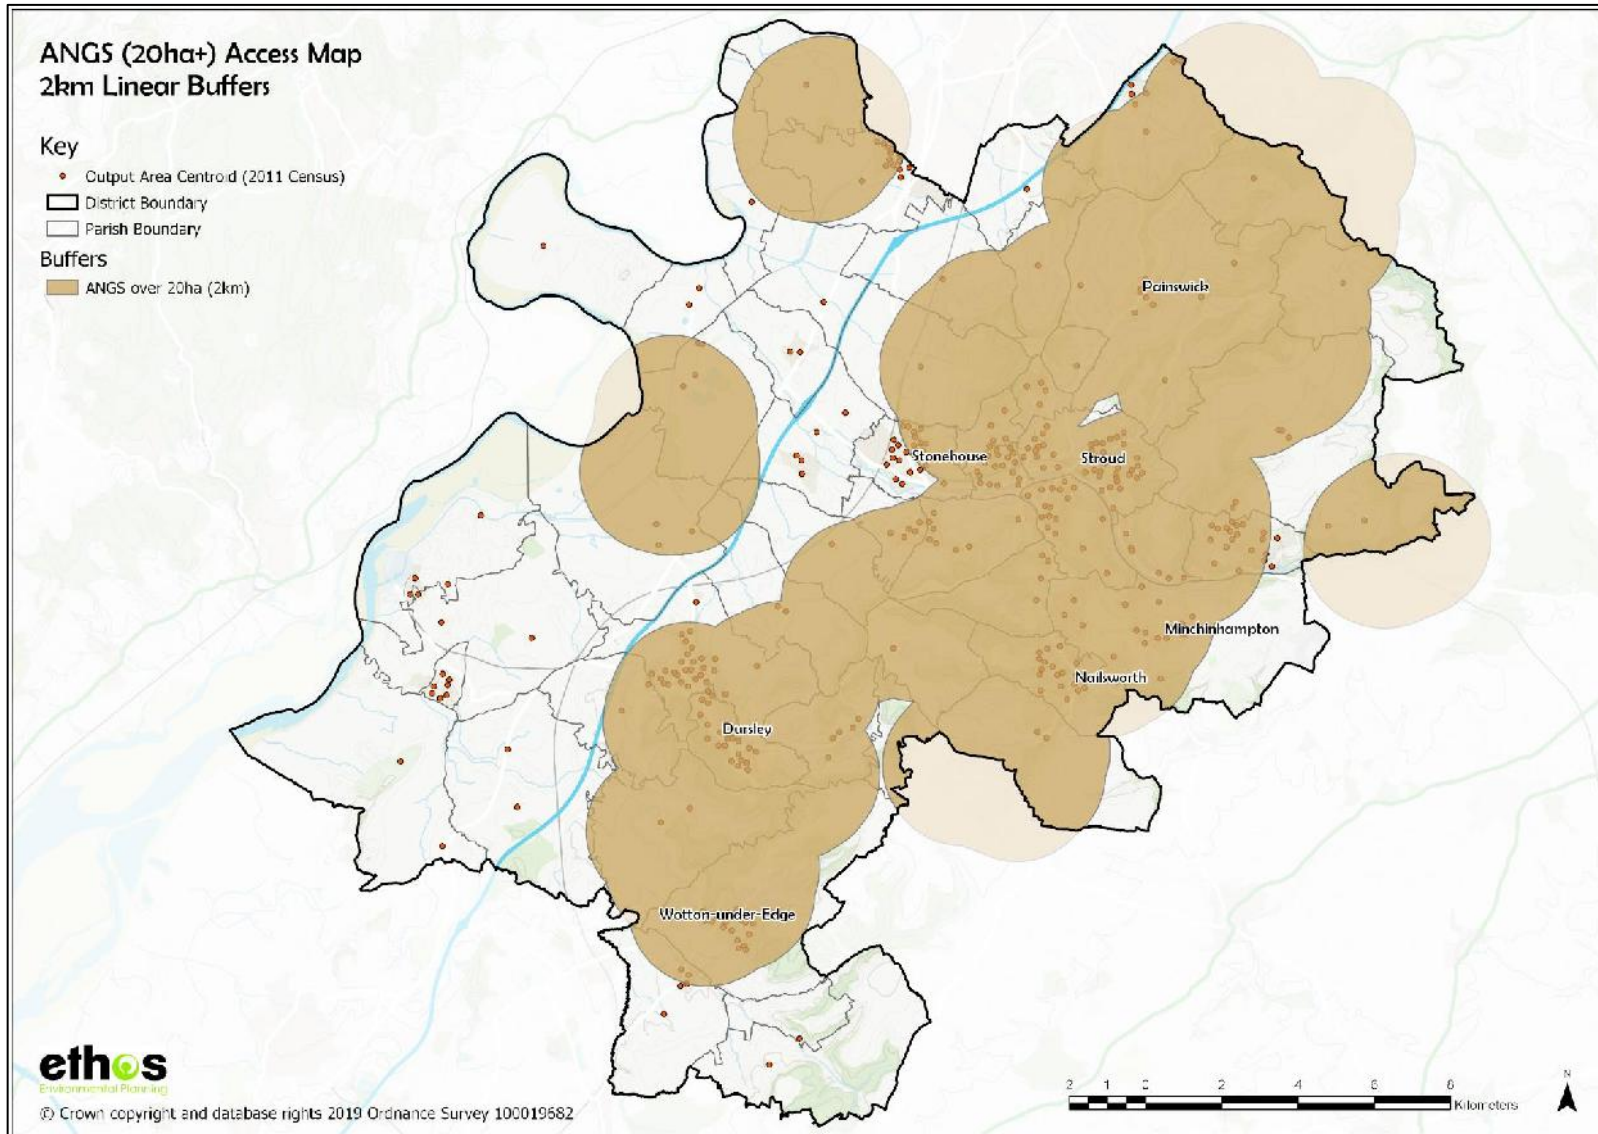 ANGS (20ha+) Access Map
2km Linear Buffers
Key
Output Area Centroid (2011 Census)
District Boundary
Parish Boundary
Buffers
ANGS over 20ha (2km)
Painswick
Stonehouse
Stroud
Minchinhampton
Nailsworth
Dursley
Wotton-under-Edge
ethos
Environmental Planning
© Crown copyright and database rights 2019 Ordnance Survey 100019682
2 1 0 2 4 6 8
Kilometers
N